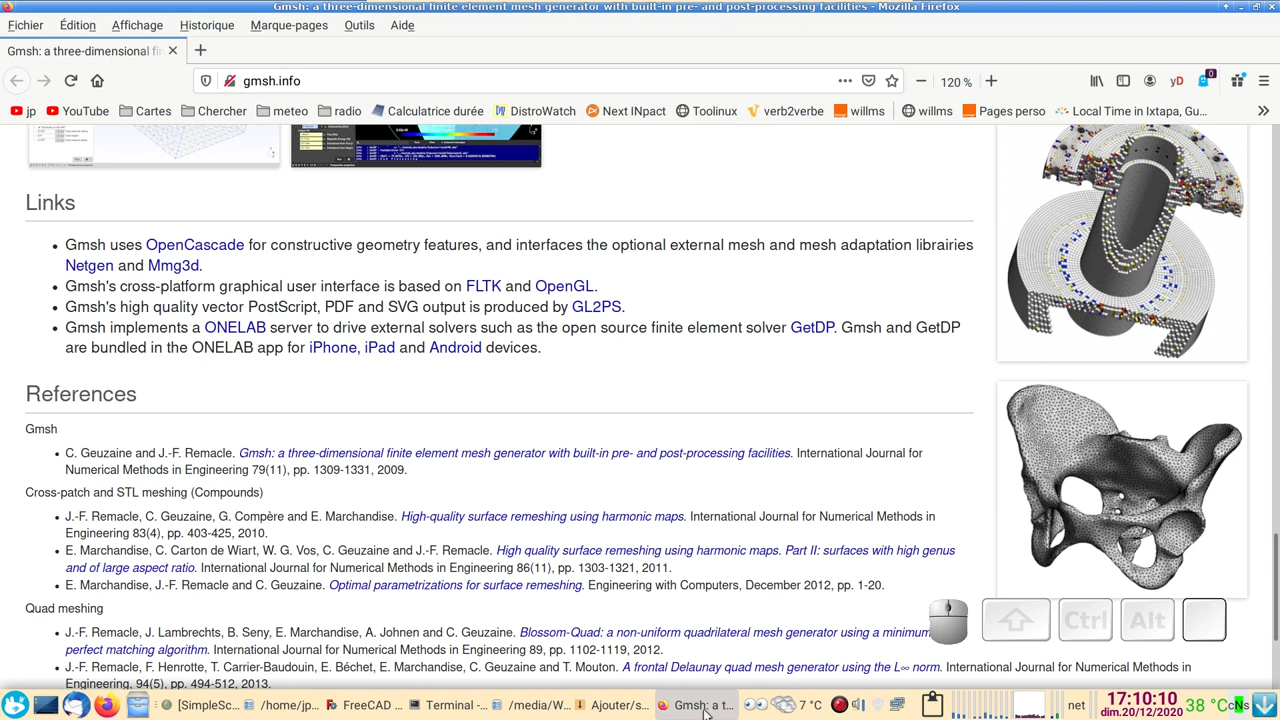 Gmsh: a three-dimensional finite element mesh generator with built-in pre- and post-processing facilities - Mozilla Firefox
Fichier Édition Affichage Historique Marque-pages Outils Aide
Gmsh: a three-dimensional fin
gmsh.info
120 %
yD
0
jp YouTube Cartes Chercher meteo radio Calculatrice durée DistroWatch Next INpact Toolinux verb2verbe willms willms Pages perso Local Time in Ixtapa, Gu...
Links
Gmsh uses OpenCascade for constructive geometry features, and interfaces the optional external mesh and mesh adaptation librairies
Netgen and Mmg3d.
Gmsh's cross-platform graphical user interface is based on FLTK and OpenGL.
Gmsh's high quality vector PostScript, PDF and SVG output is produced by GL2PS.
Gmsh implements a ONELAB server to drive external solvers such as the open source finite element solver GetDP. Gmsh and GetDP
are bundled in the ONELAB app for iPhone, iPad and Android devices.
References
Gmsh
C. Geuzaine and J.-F. Remacle. Gmsh: a three-dimensional finite element mesh generator with built-in pre- and post-processing facilities. International Journal for
Numerical Methods in Engineering 79(11), pp. 1309-1331, 2009.
Cross-patch and STL meshing (Compounds)
J.-F. Remacle, C. Geuzaine, G. Compère and E. Marchandise. High-quality surface remeshing using harmonic maps. International Journal for Numerical Methods in
Engineering 83(4), pp. 403-425, 2010.
E. Marchandise, C. Carton de Wiart, W. G. Vos, C. Geuzaine and J.-F. Remacle. High quality surface remeshing using harmonic maps. Part II: surfaces with high genus
and of large aspect ratio. International Journal for Numerical Methods in Engineering 86(11), pp. 1303-1321, 2011.
E. Marchandise, J.-F. Remacle and C. Geuzaine. Optimal parametrizations for surface remeshing. Engineering with Computers, December 2012, pp. 1-20.
Quad meshing
J.-F. Remacle, J. Lambrechts, B. Seny, E. Marchandise, A. Johnen and C. Geuzaine. Blossom-Quad: a non-uniform quadrilateral mesh generator using a minimum
perfect matching algorithm. International Journal for Numerical Methods in Engineering 89, pp. 1102-1119, 2012.
J.-F. Remacle, F. Henrotte, T. Carrier-Baudouin, E. Béchet, E. Marchandise, C. Geuzaine and T. Mouton. A frontal Delaunay quad mesh generator using the L∞ norm. International Journal for Numerical Methods in
Engineering, 94(5), pp. 494-512, 2013.
Ctrl Alt
[SimpleSc... /home/jp... FreeCAD ... Terminal -... /media/W... Ajouter/s... Gmsh: a t... 7 °C net 17:10:10 38 °C cNs
dim.20/12/2020